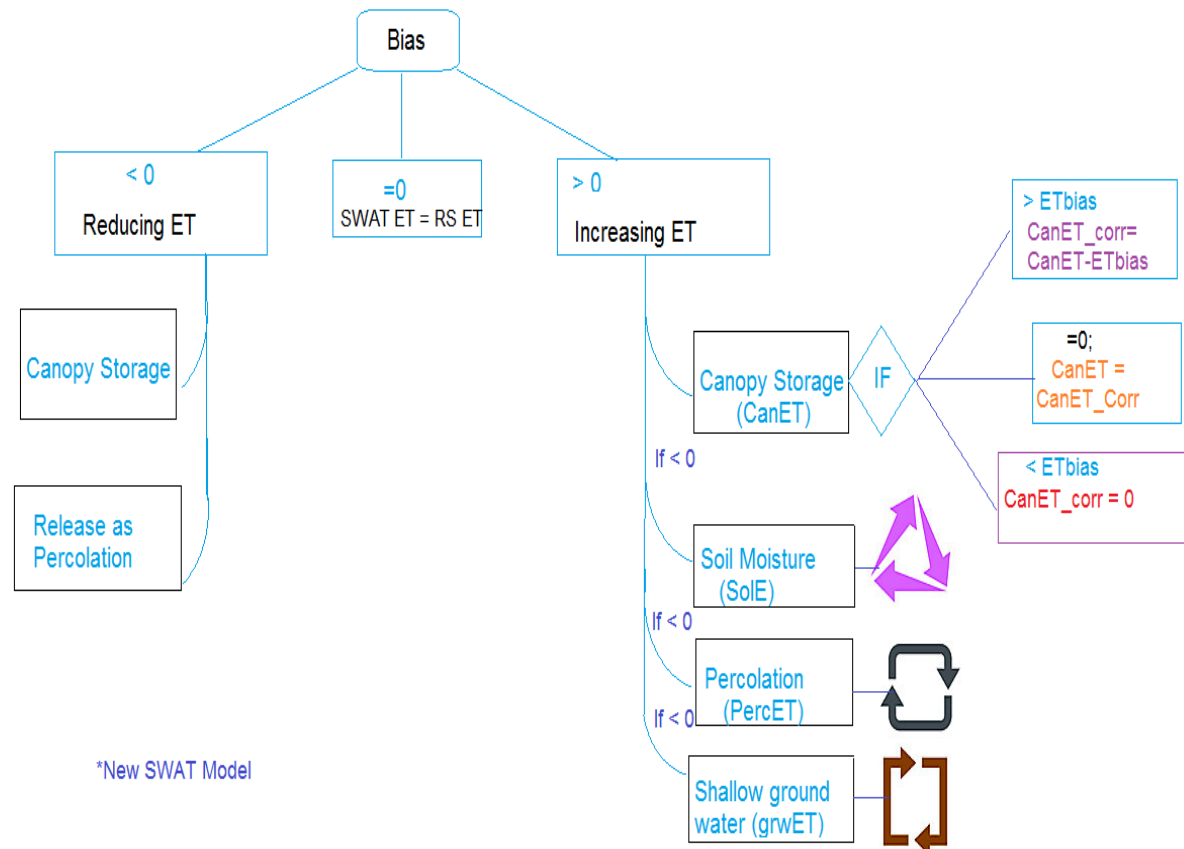 Bias
< 0
Reducing ET
=0
SWAT ET = RS ET
> 0
Increasing ET
Canopy Storage
Release as
Percolation
Canopy Storage
(CanET)
IF
> ETbias
CanET_corr=
CanET-ETbias
=0;
CanET =
CanET_Corr
< ETbias
CanET_corr = 0
If < 0
Soil Moisture
(SolE)
If < 0
Percolation
(PercET)
If < 0
Shallow ground
water (grwET)
*New SWAT Model